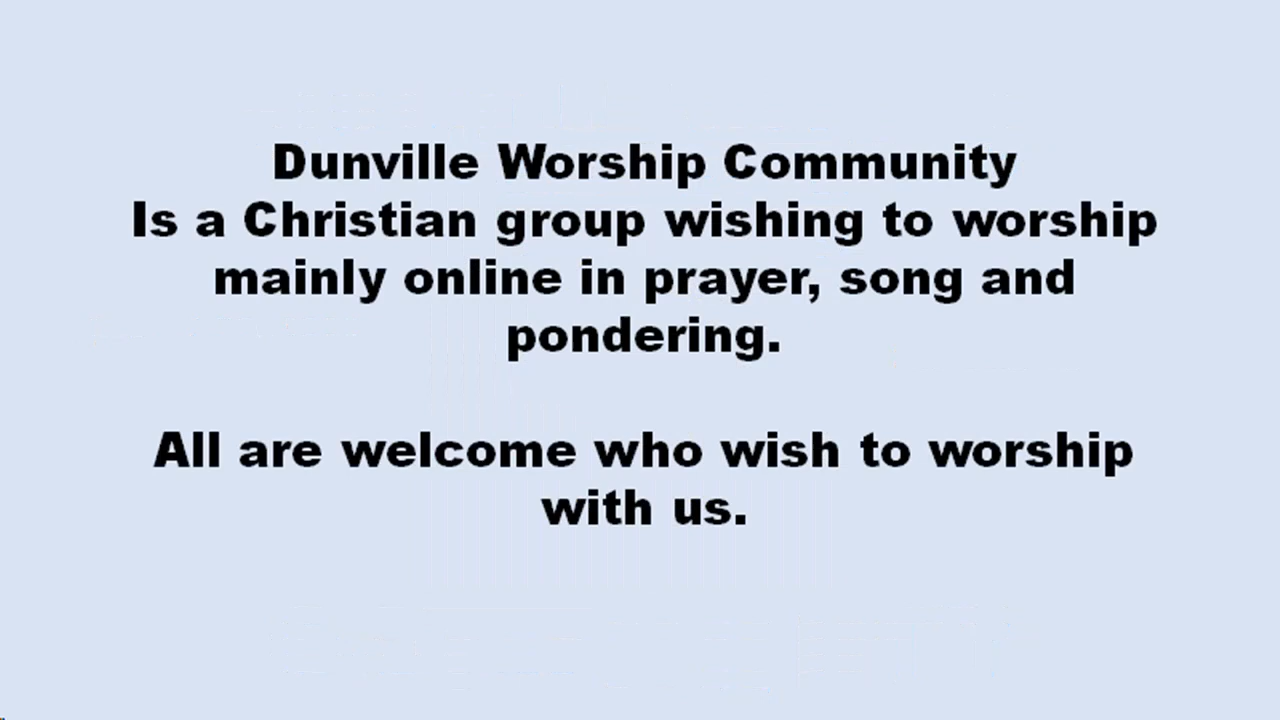 Dunville Worship Community
Is a Christian group wishing to worship
mainly online in prayer, song and
pondering.
All are welcome who wish to worship
with us.